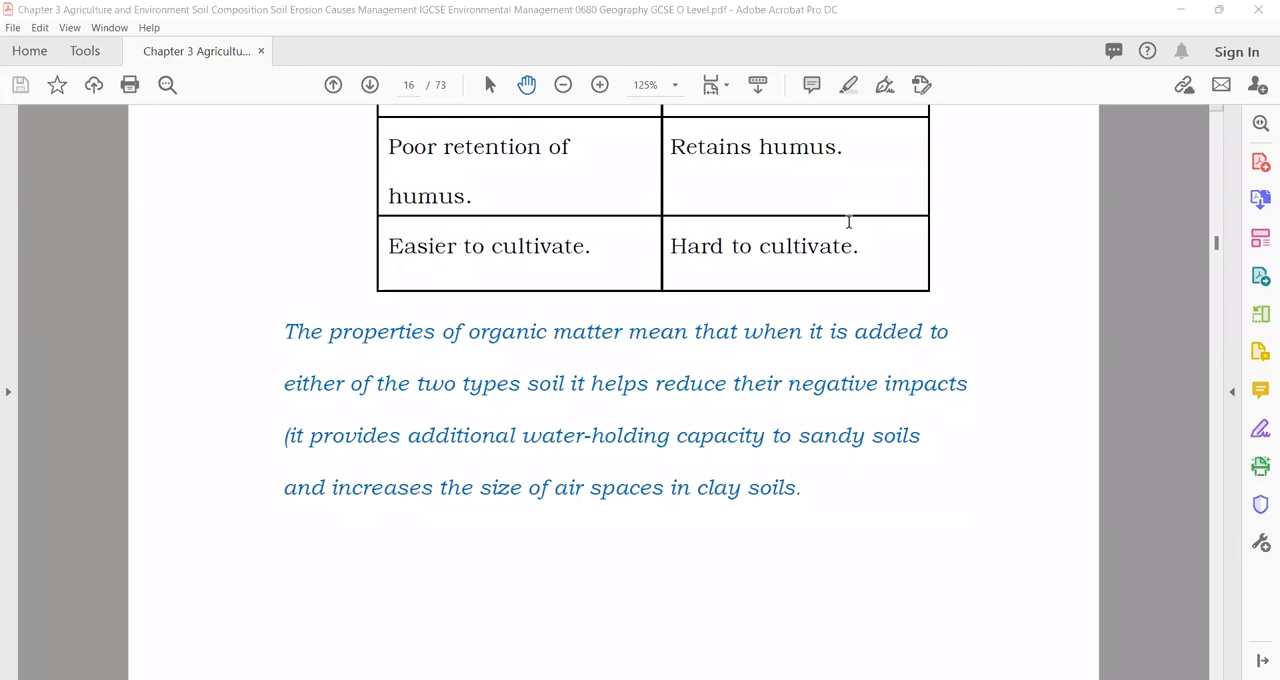 Chapter 3 Agriculture and Environment Soil Composition Soil Erosion Causes Management IGCSE Environmental Management 0680 Geography GCSE O Level.pdf - Adobe Acrobat Pro DC
File Edit View Window Help
Home Tools Chapter 3 Agricultu... × Sign In
16 / 73 125%
Poor retention of Retains humus.
humus.
Easier to cultivate. Hard to cultivate.
The properties of organic matter mean that when it is added to
either of the two types soil it helps reduce their negative impacts
(it provides additional water-holding capacity to sandy soils
and increases the size of air spaces in clay soils.